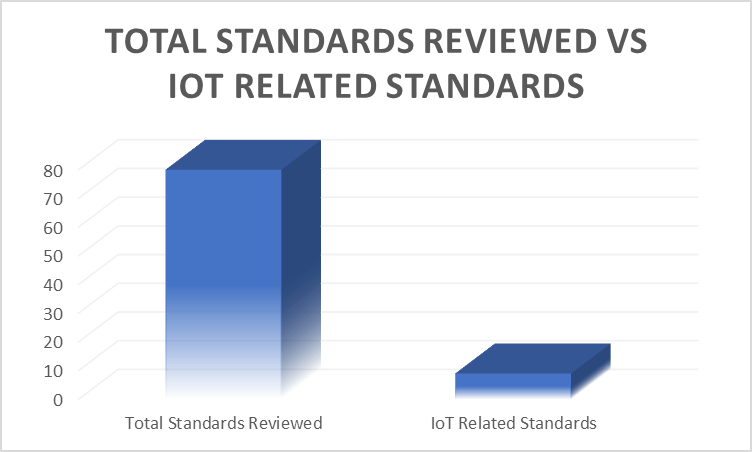 TOTAL STANDARDS REVIEWED VS
IOT RELATED STANDARDS
80
70
60
50
40
30
20
10
0
Total Standards Reviewed
IoT Related Standards